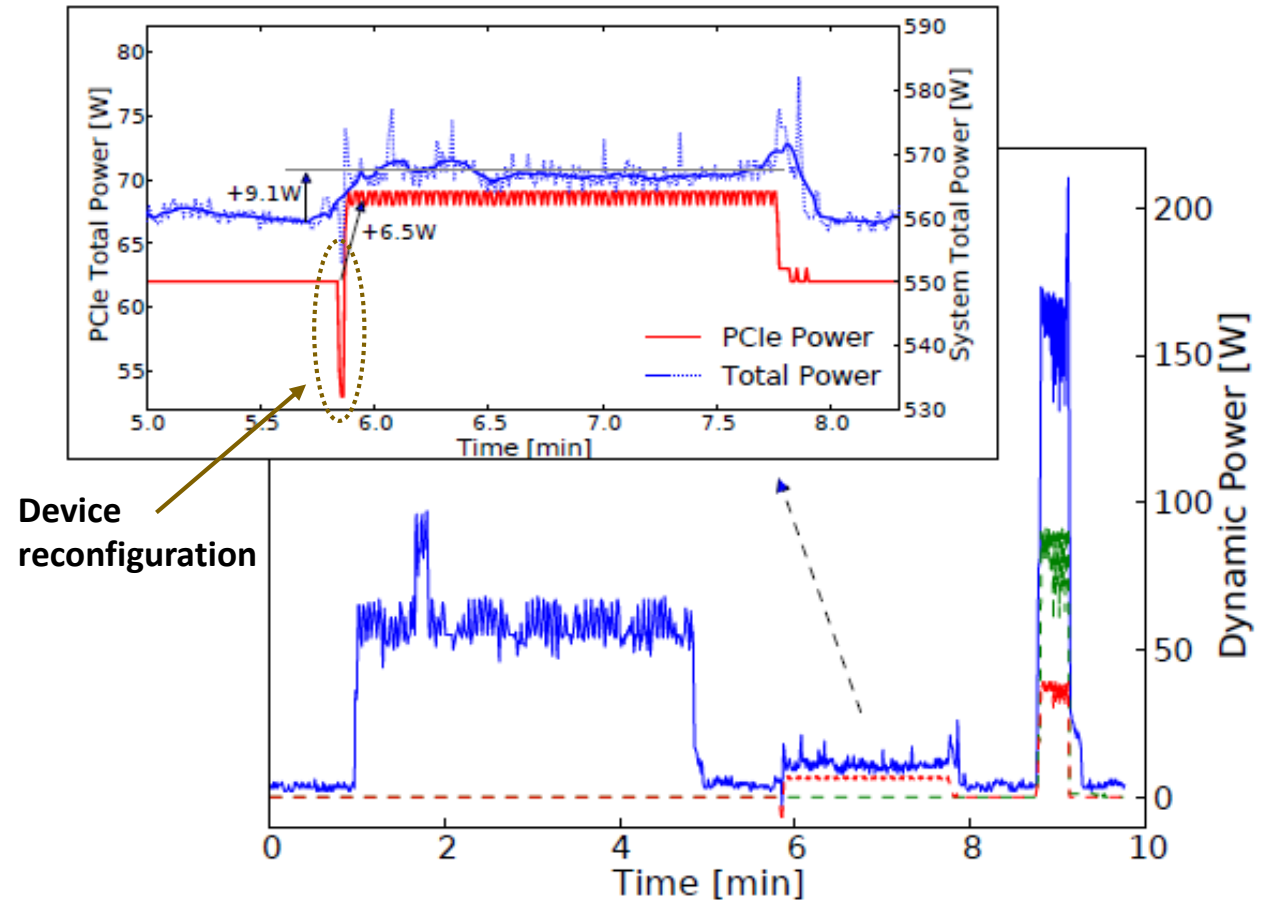 80
75
70
65
60
55
PCIe Total Power [W]
590
580
570
560
550
540
530
System Total Power [W]
+9.1W
+6.5W
PCIe Power
Total Power
5.0
5.5
6.0
6.5
7.0
7.5
8.0
Time [min]
Device
reconfiguration
200
150
100
50
0
Dynamic Power [W]
0
2
4
6
8
10
Time [min]